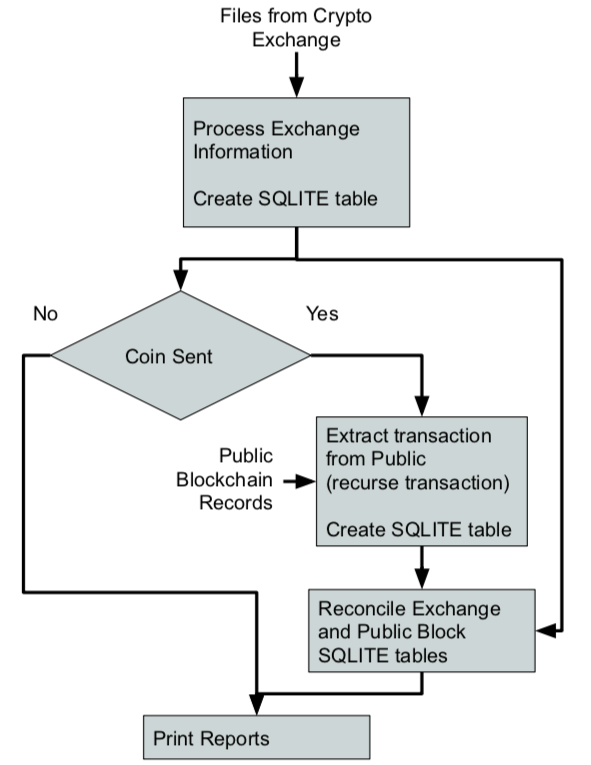 Files from Crypto
Exchange
Process Exchange
Information
Create SQLITE table
No
Yes
Coin Sent
Extract transaction
from Public
(recurse transaction)
Create SQLITE table
Public
Blockchain
Records
Reconcile Exchange
and Public Block
SQLITE tables
Print Reports